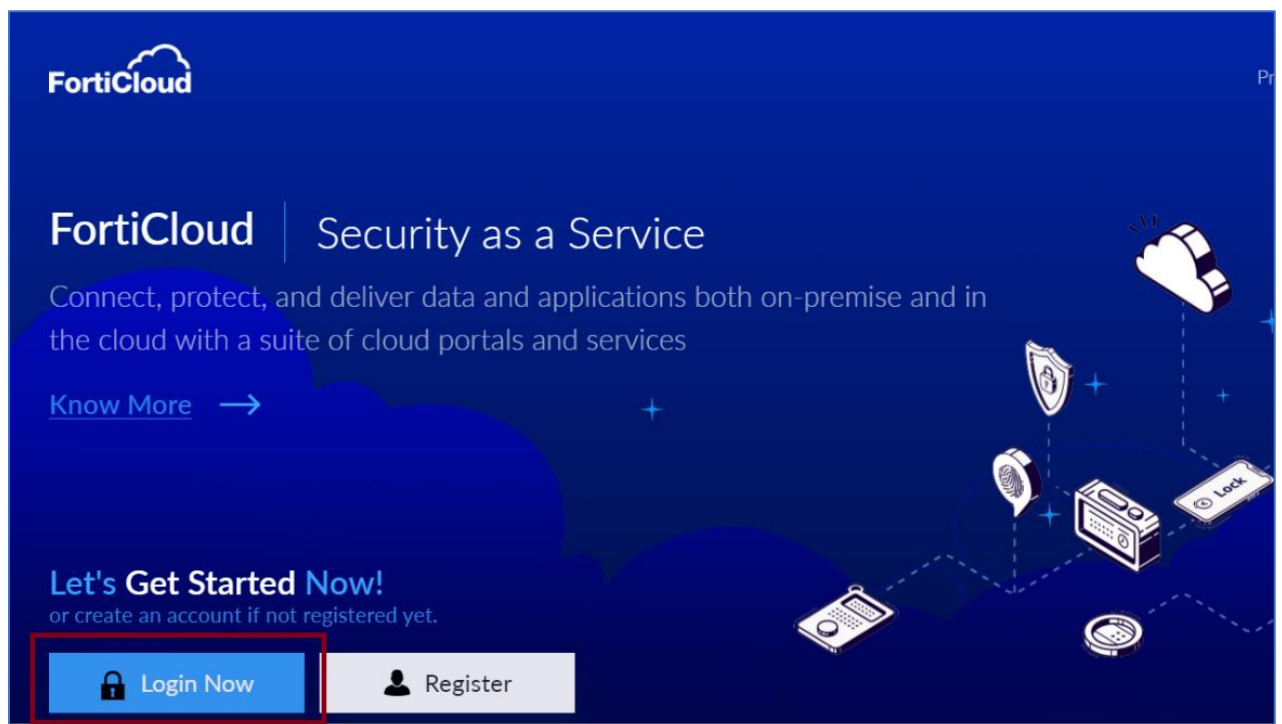 FortiCloud
Pr
FortiCloud | Security as a Service
Connect, protect, and deliver data and applications both on-premise and in
the cloud with a suite of cloud portals and services
Know More →
Lock
Let's Get Started Now!
or create an account if not registered yet.
Login Now
Register